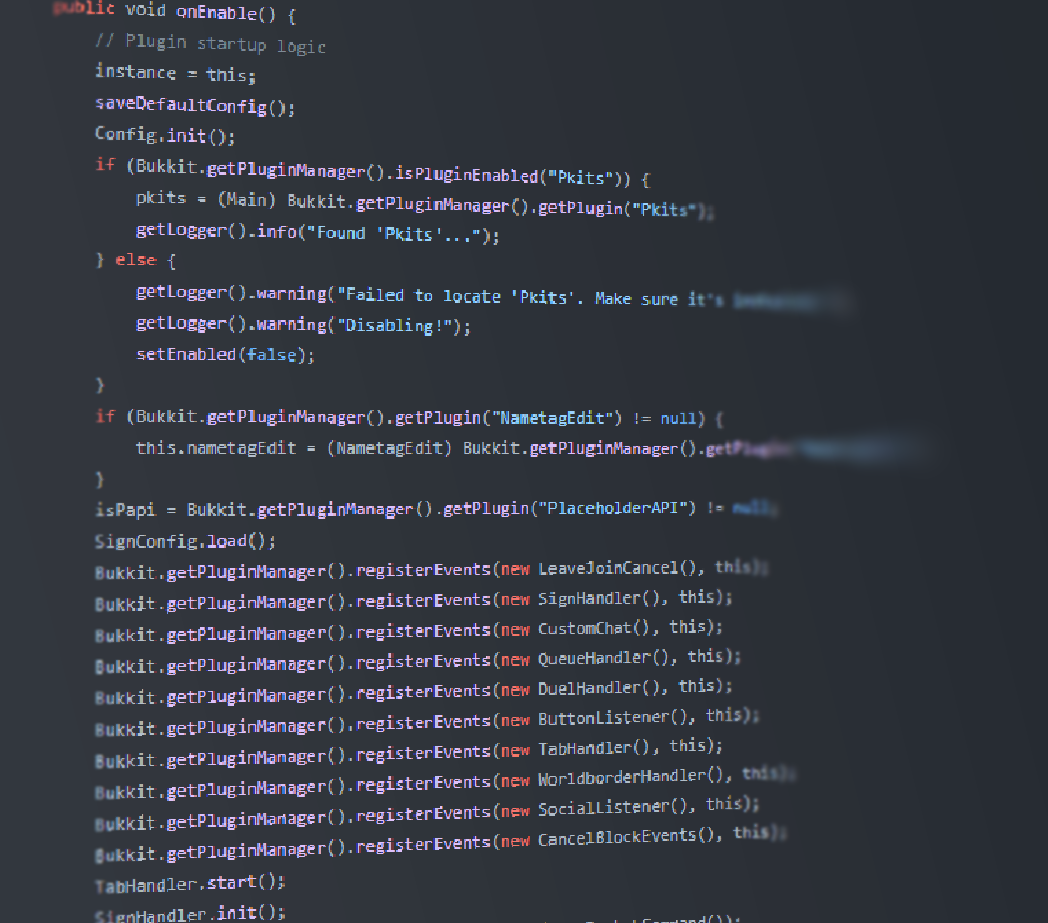 public void onEnable() {
// Plugin startup logic
instance = this;
saveDefaultConfig();
Config.init();
if (Bukkit.getPluginManager().isPluginEnabled("Pkits")) {
pkits = (Main) Bukkit.getPluginManager().getPlugin("Pkits");
getLogger().info("Found 'Pkits'...");
} else {
getLogger().warning("Failed to locate 'Pkits'. Make sure it's
getLogger().warning("Disabling!");
setEnabled(false);
}
if (Bukkit.getPluginManager().getPlugin("NametagEdit") != null) {
this.nametagEdit = (NametagEdit) Bukkit.getPluginManager().getPlugin(
}
isPapi = Bukkit.getPluginManager().getPlugin("PlaceholderAPI") != null;
SignConfig.load();
Bukkit.getPluginManager().registerEvents(new LeaveJoinCancel(), this);
Bukkit.getPluginManager().registerEvents(new SignHandler(), this);
Bukkit.getPluginManager().registerEvents(new CustomChat(), this);
Bukkit.getPluginManager().registerEvents(new QueueHandler(), this);
Bukkit.getPluginManager().registerEvents(new DuelHandler(), this);
Bukkit.getPluginManager().registerEvents(new ButtonListener(), this);
Bukkit.getPluginManager().registerEvents(new TabHandler(), this);
Bukkit.getPluginManager().registerEvents(new WorldborderHandler(), this);
Bukkit.getPluginManager().registerEvents(new SocialListener(), this);
Bukkit.getPluginManager().registerEvents(new CancelBlockEvents(), this);
TabHandler.start();
SignHandler.init();